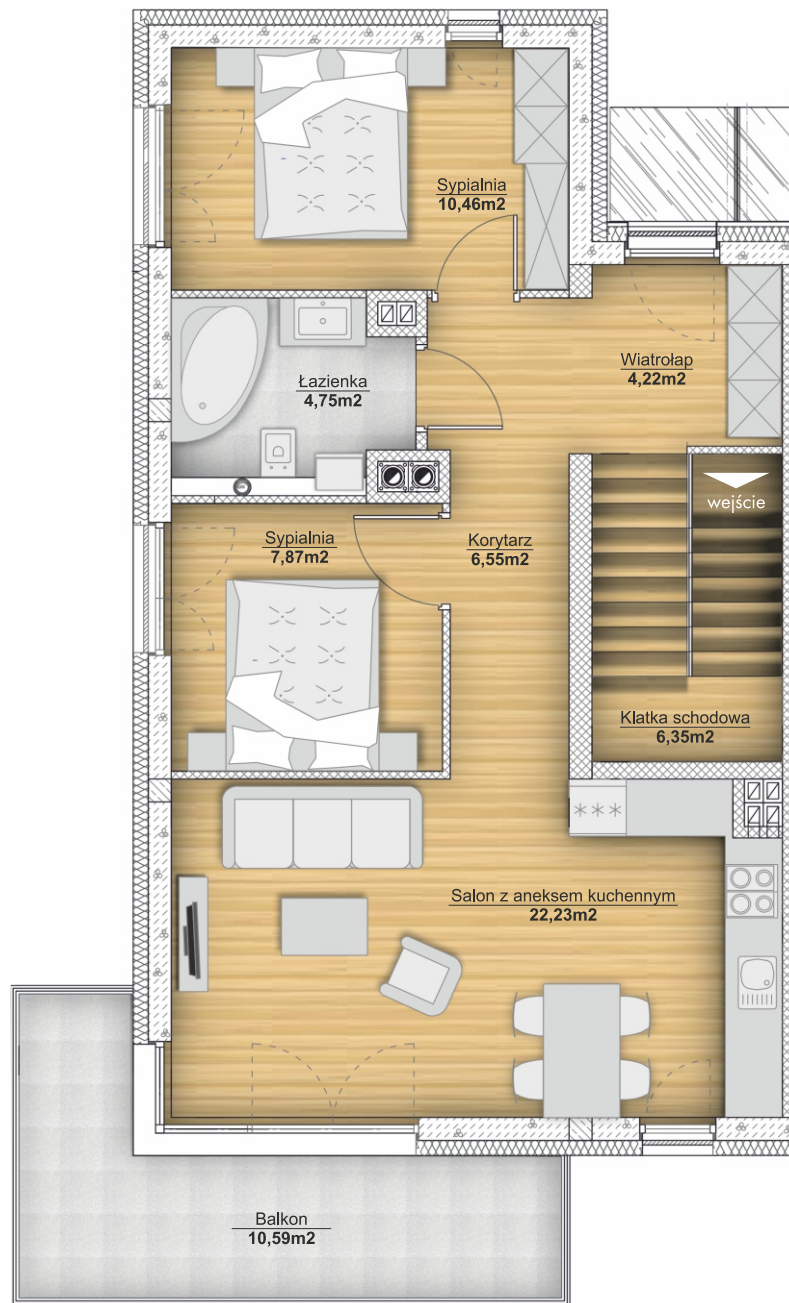 Sypialnia
10,46m2
Wiatrołap
4,22m2
Łazienka
4,75m2
wejście
Sypialnia
7,87m2
Korytarz
6,55m2
Klatka schodowa
6,35m2
Salon z aneksem kuchennym
22,23m2
Balkon
10,59m2